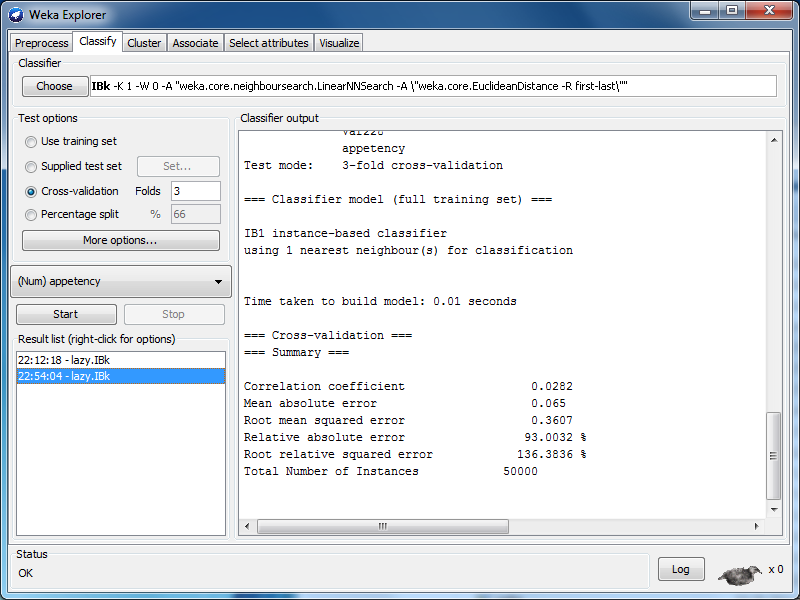 Weka Explorer
Preprocess Classify Cluster Associate Select attributes Visualize
Classifier
Choose IBk -K 1 -W 0 -A "weka.core.neighboursearch.LinearNNSearch -A \"weka.core.EuclideanDistance -R first-last\""
Test options
Use training set
Supplied test set Set...
Cross-validation Folds 3
Percentage split % 66
More options...
(Num) appetency
Start Stop
Result list (right-click for options)
22:12:18 - lazy.IBk
22:54:04 - lazy.IBk
Classifier output
appetency
Test mode: 3-fold cross-validation
=== Classifier model (full training set) ===
IB1 instance-based classifier
using 1 nearest neighbour(s) for classification
Time taken to build model: 0.01 seconds
=== Cross-validation ===
=== Summary ===
Correlation coefficient 0.0282
Mean absolute error 0.065
Root mean squared error 0.3607
Relative absolute error 93.0032 %
Root relative squared error 136.3836 %
Total Number of Instances 50000
Status
OK
Log x 0